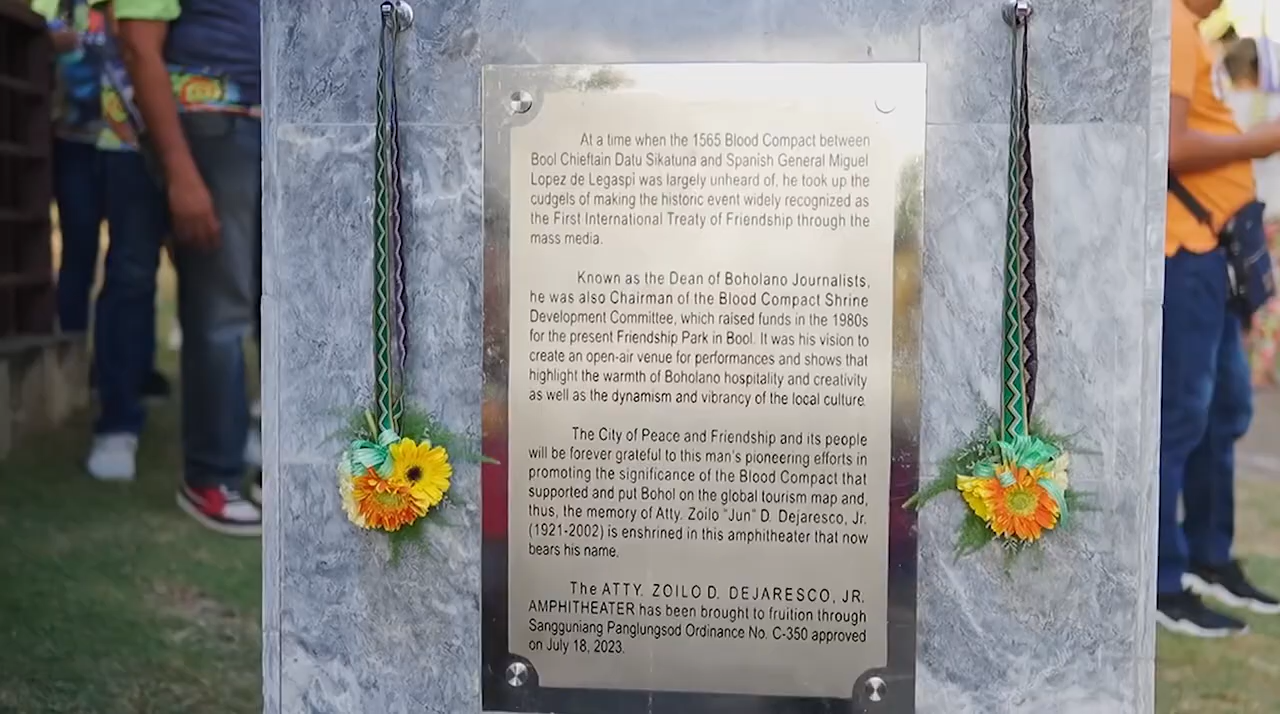 At a time when the 1565 Blood Compact between
Bool Chieftain Datu Sikatuna and Spanish General Miguel
Lopez de Legaspi was largely unheard of, he took up the
cudgels of making the historic event widely recognized as
the First International Treaty of Friendship through the
mass media.
Known as the Dean of Boholano Journalists,
he was also Chairman of the Blood Compact Shrine
Development Committee, which raised funds in the 1980s
for the present Friendship Park in Bool. It was his vision to
create an open-air venue for performances and shows that
highlight the warmth of Boholano hospitality and creativity
as well as the dynamism and vibrancy of the local culture.
The City of Peace and Friendship and its people
will be forever grateful to this man's pioneering efforts in
promoting the significance of the Blood Compact that
supported and put Bohol on the global tourism map and,
thus, the memory of Atty. Zoilo "Jun" D. Dejaresco, Jr.
(1921-2002) is enshrined in this amphitheater that now
bears his name.
The ATTY. ZOILO D. DEJARESCO, JR.
AMPHITHEATER has been brought to fruition through
Sangguniang Panglungsod Ordinance No. C-350 approved
on July 18, 2023.